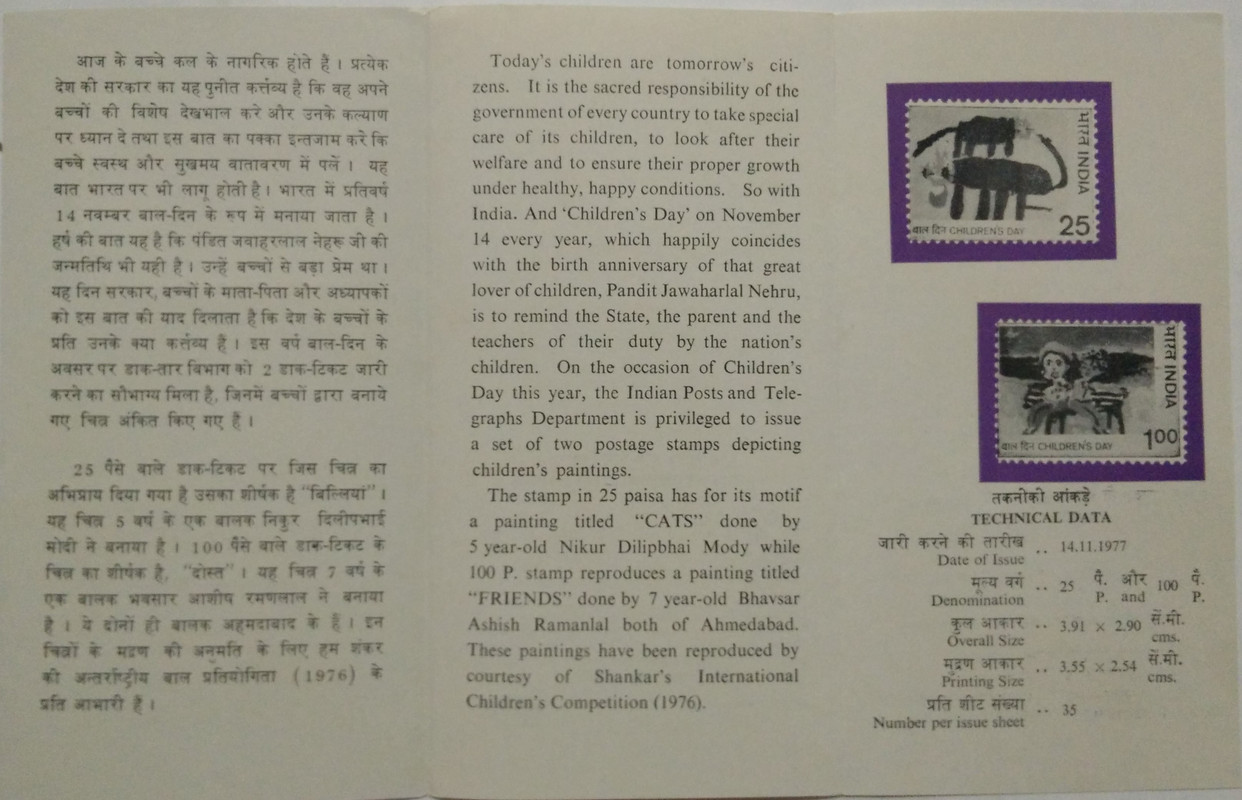 आज के बच्चे कल के नागरिक होते हैं । प्रत्येक
देश की सरकार का यह पुनीत कर्त्तव्य है कि वह अपने
बच्चों की विशेष देखभाल करे और उनके कल्याण
पर ध्यान दे तथा इस बात का पक्का इन्तजाम करे कि
बच्चे स्वस्थ और सुखमय वातावरण में पलें । यह
बात भारत पर भी लागू होती है । भारत में प्रतिवर्ष
14 नवम्बर बाल-दिन के रूप में मनाया जाता है ।
हर्ष की बात यह है कि पंडित जवाहरलाल नेहरू जी की
जन्मतिथि भी यही है । उन्हें बच्चों से बड़ा प्रेम था ।
यह दिन सरकार, बच्चों के माता-पिता और अध्यापकों
को इस बात की याद दिलाता है कि देश के बच्चों के
प्रति उनके क्या कर्त्तव्य हैं । इस वर्ष बाल-दिन के
अवसर पर डाक-तार विभाग को 2 डाक-टिकट जारी
करने का सौभाग्य मिला है, जिनमें बच्चों द्वारा बनाये
गए चित्र अंकित किए गए हैं ।
25 पैसे वाले डाक-टिकट पर जिस चित्र का
अभिप्राय दिया गया है उसका शीर्षक है "बिल्लियां" ।
यह चित्र 5 वर्ष के एक बालक निकुर दिलीपभाई
मोदी ने बनाया है । 100 पैसे वाले डाक-टिकट के
चित्र का शीर्षक है, "दोस्त" । यह चित्र 7 वर्ष के
एक बालक भवसार आशीष रमणलाल ने बनाया
है । ये दोनों ही बालक अहमदाबाद के हैं । इन
चित्रों के मद्रण की अनुमति के लिए हम शंकर
की अन्तर्राष्ट्रीय बाल प्रतियोगिता (1976) के
प्रति आभारी हैं ।
Today's children are tomorrow's citi-
zens. It is the sacred responsibility of the
government of every country to take special
care of its children, to look after their
welfare and to ensure their proper growth
under healthy, happy conditions. So with
India. And 'Children's Day' on November
14 every year, which happily coincides
with the birth anniversary of that great
lover of children, Pandit Jawaharlal Nehru,
is to remind the State, the parent and the
teachers of their duty by the nation's
children. On the occasion of Children's
Day this year, the Indian Posts and Tele-
graphs Department is privileged to issue
a set of two postage stamps depicting
children's paintings.
The stamp in 25 paisa has for its motif
a painting titled "CATS" done by
5 year-old Nikur Dilipbhai Mody while
100 P. stamp reproduces a painting titled
"FRIENDS" done by 7 year-old Bhavsar
Ashish Ramanlal both of Ahmedabad.
These paintings have been reproduced by
courtesy of Shankar's International
Children's Competition (1976).
भारत INDIA
बाल दिन CHILDREN'S DAY 25
भारत INDIA
बाल दिन CHILDREN'S DAY 100
तकनीकी आंकड़े
TECHNICAL DATA
जारी करने की तारीख .. 14.11.1977
Date of Issue
मूल्य वर्ग .. 25 पै. और 100 पै.
Denomination P. and P.
कुल आकार .. 3.91 × 2.90 सें.मी.
Overall Size cms.
मद्रण आकार .. 3.55 × 2.54 सें.मी.
Printing Size cms.
प्रति शीट संख्या .. 35
Number per issue sheet